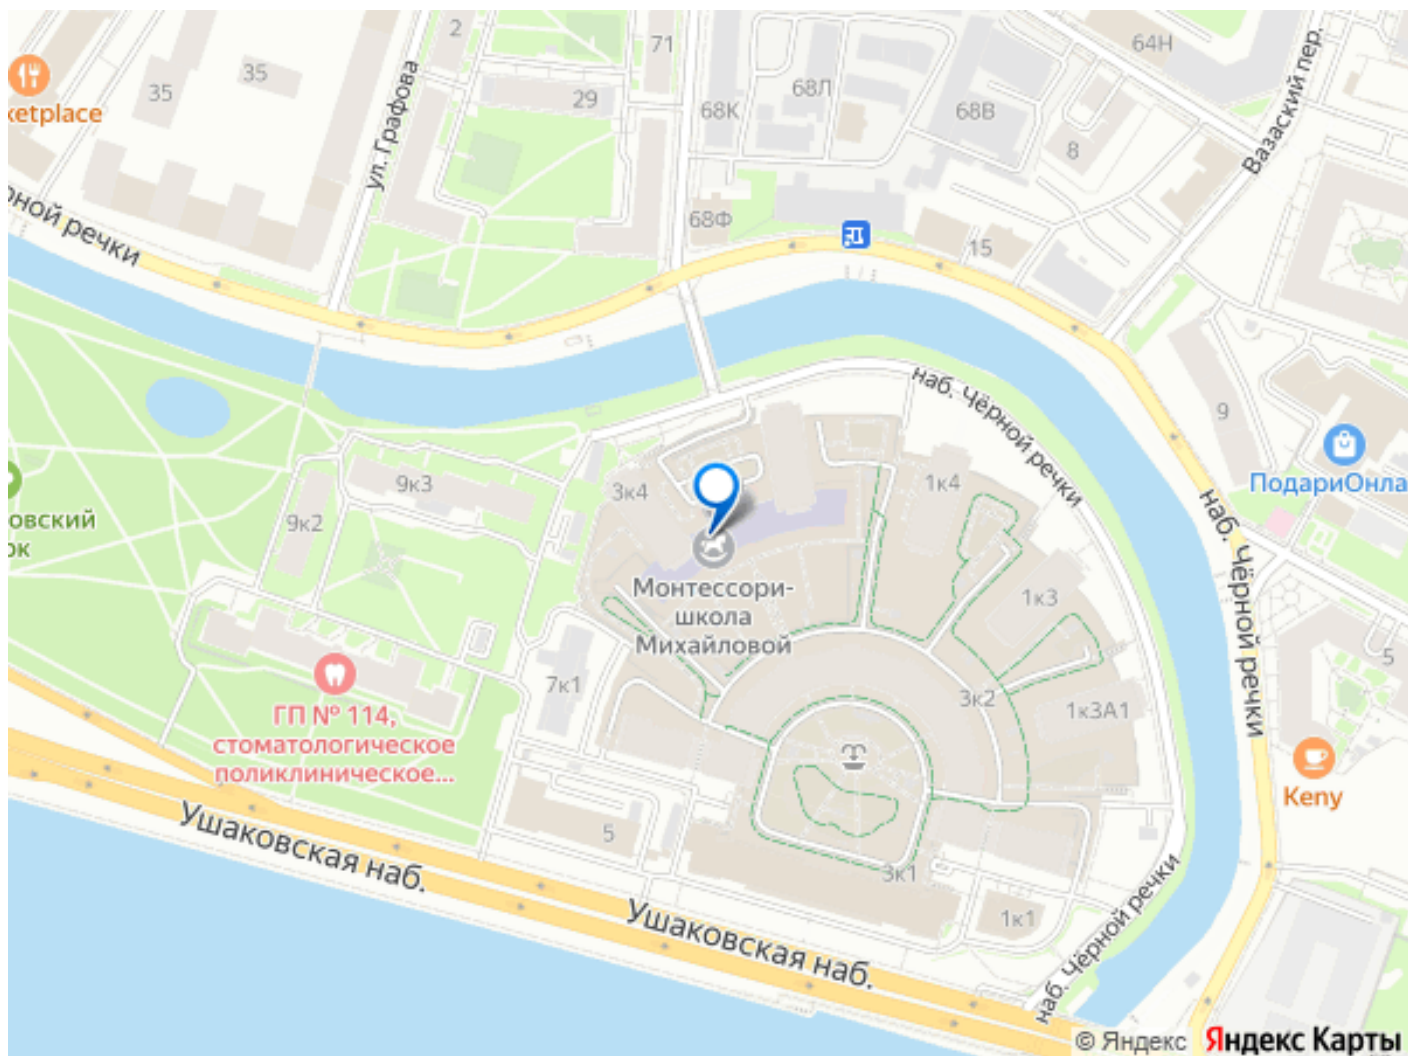 2
71
64Н
Вазаский пер.
35
35
ул. Графова
29
68К
68Л
68В
8
68Ф
15
рной речки
наб. Чёрной речки
9
ПодариОнла
3к4
9к3
1к4
9к2
овский
ок
Монтессори-
школа
Михайловой
1к3
наб. Чёрной речки
7к1
3к2
1к3А1
5
ГП № 114,
стоматологическое
поликлиническое...
Keny
Ушаковская наб.
5
3к1
1к1
Ушаковская наб.
наб. Чёрной речки
© Яндекс Яндекс Карты
ketplace